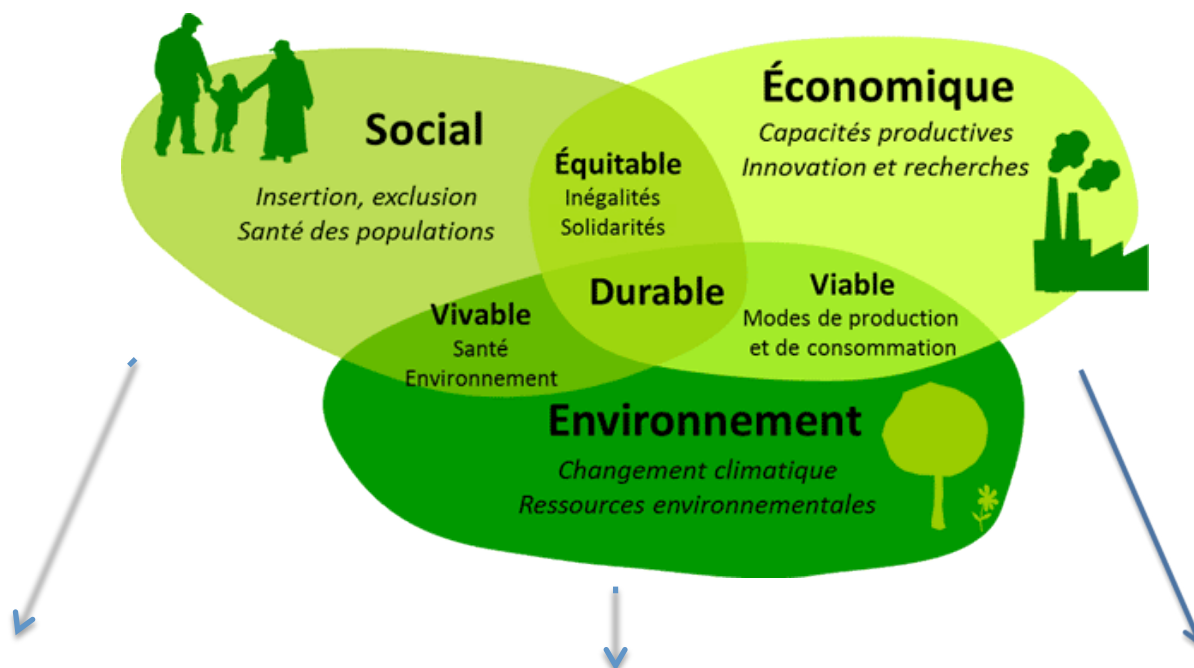 Social
Insertion, exclusion
Santé des populations
Économique
Capacités productives
Innovation et recherches
Équitable
Inégalités
Solidarités
Durable
Vivable
Santé
Environnement
Viable
Modes de production
et de consommation
Environnement
Changement climatique
Ressources environnementales